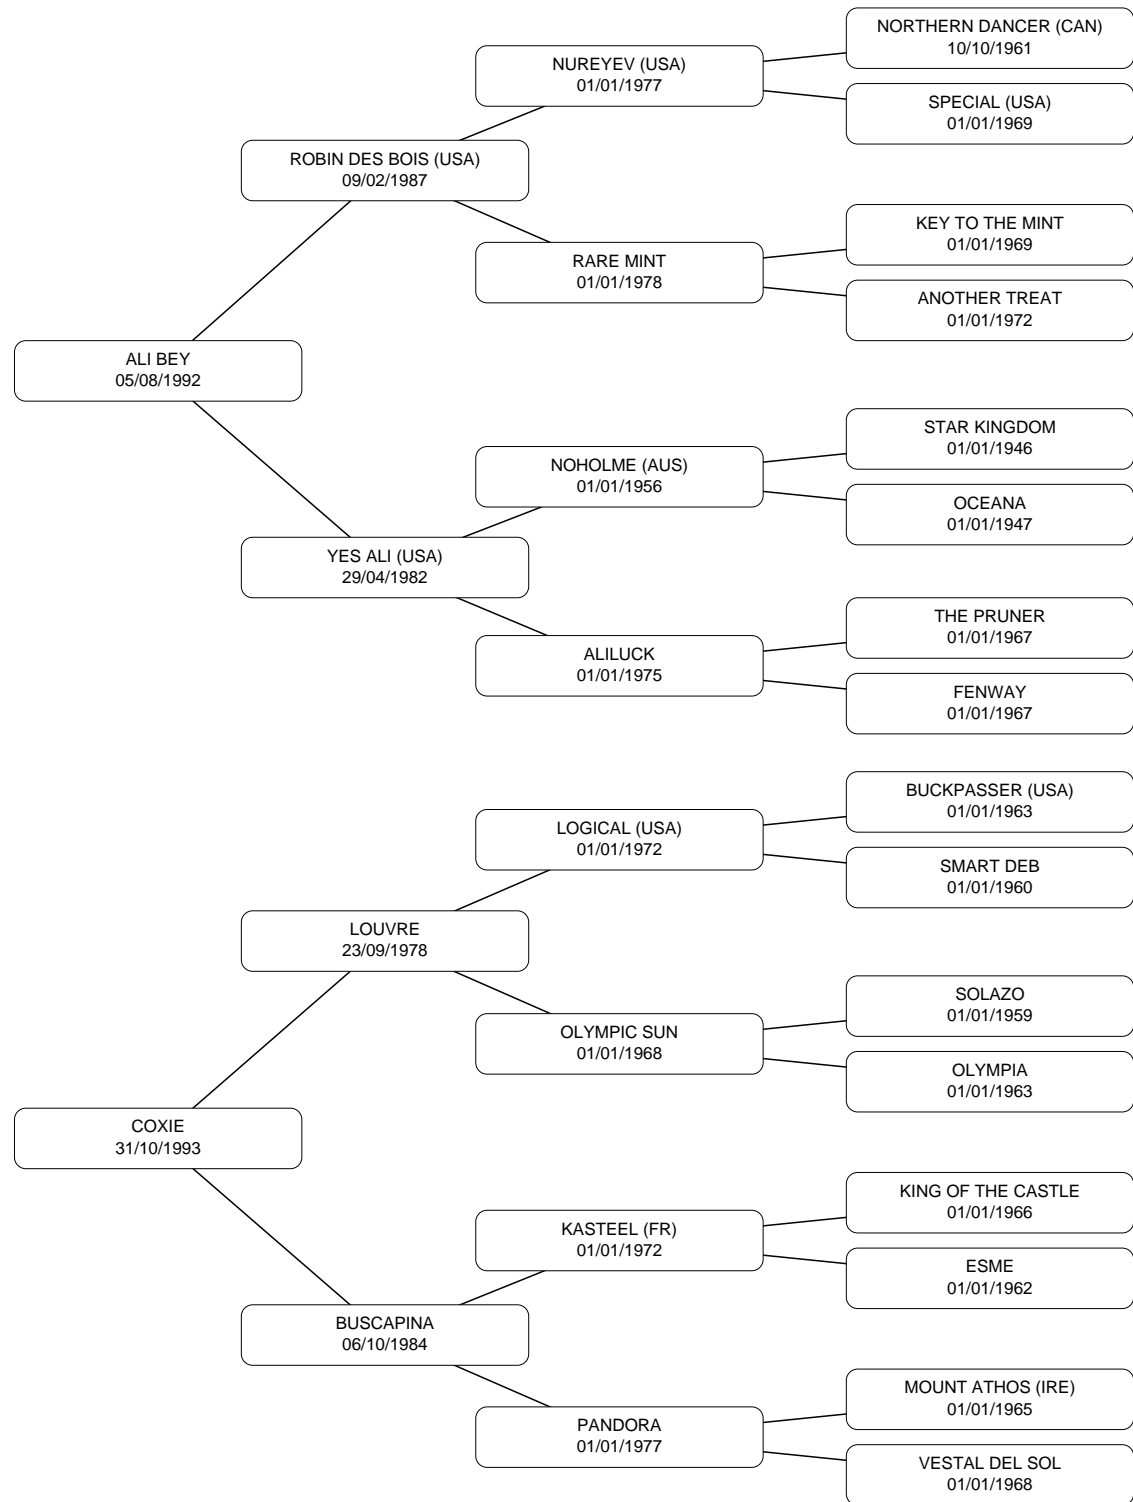 NORTHERN DANCER (CAN)
10/10/1961
NUREYEV (USA)
01/01/1977
SPECIAL (USA)
01/01/1969
ROBIN DES BOIS (USA)
09/02/1987
KEY TO THE MINT
01/01/1969
RARE MINT
01/01/1978
ANOTHER TREAT
01/01/1972
ALI BEY
05/08/1992
STAR KINGDOM
01/01/1946
NOHOLME (AUS)
01/01/1956
OCEANA
01/01/1947
YES ALI (USA)
29/04/1982
THE PRUNER
01/01/1967
ALILUCK
01/01/1975
FENWAY
01/01/1967
BUCKPASSER (USA)
01/01/1963
LOGICAL (USA)
01/01/1972
SMART DEB
01/01/1960
LOUVRE
23/09/1978
SOLAZO
01/01/1959
OLYMPIC SUN
01/01/1968
OLYMPIA
01/01/1963
COXIE
31/10/1993
KING OF THE CASTLE
01/01/1966
KASTEEL (FR)
01/01/1972
ESME
01/01/1962
BUSCAPINA
06/10/1984
MOUNT ATHOS (IRE)
01/01/1965
PANDORA
01/01/1977
VESTAL DEL SOL
01/01/1968